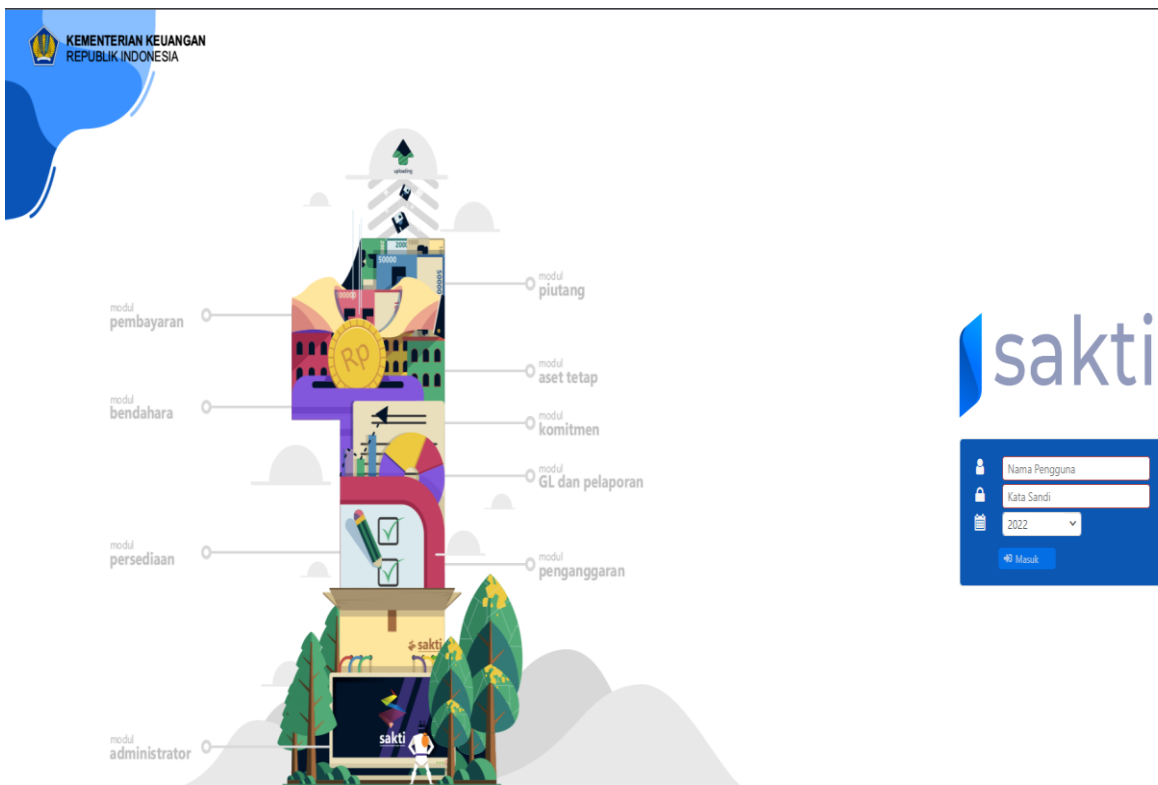 KEMENTERIAN KEUANGAN
REPUBLIK INDONESIA
uploading
2000
50000
50000
00000
Rp
modul
piutang
modul
pembayaran
modul
aset tetap
modul
bendahara
modul
komitmen
modul
GL dan pelaporan
modul
persediaan
modul
penganggaran
sakti
sakti
modul
administrator
sakti
Nama Pengguna
Kata Sandi
2022
Masuk